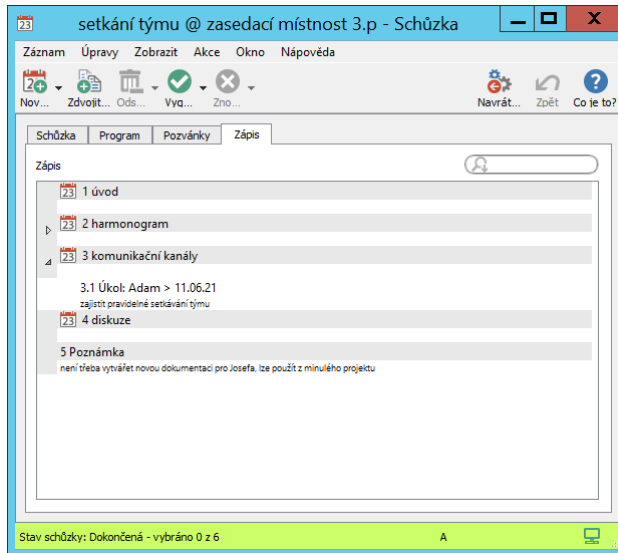 23 setkání týmu @ zasedací místnost 3.p - Schůzka
Záznam Úpravy Zobrazit Akce Okno Nápověda
Nov... Zdvojit... Ods... Vyq... Zno... Navrát... Zpět Co je to?
Schůzka Program Pozvánky Zápis
Zápis
23 1 úvod
23 2 harmonogram
23 3 komunikační kanály
3.1 Úkol: Adam > 11.06.21
zajistit pravidelné setkávání týmu
23 4 diskuze
5 Poznámka
není třeba vytvářet novou dokumentaci pro Josefa, lze použít z minulého projektu
Stav schůzky: Dokončená - vybráno 0 z 6 A